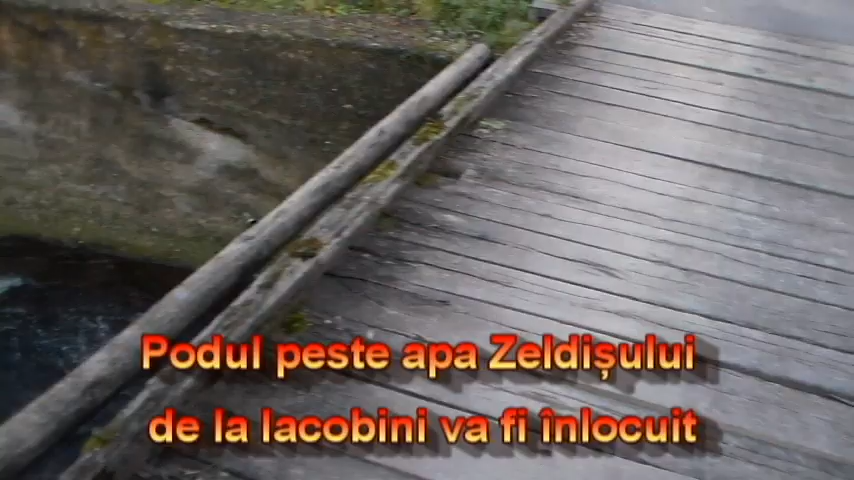 Podul peste apa Zeldișului
de la Iacobini va fi înlocuit